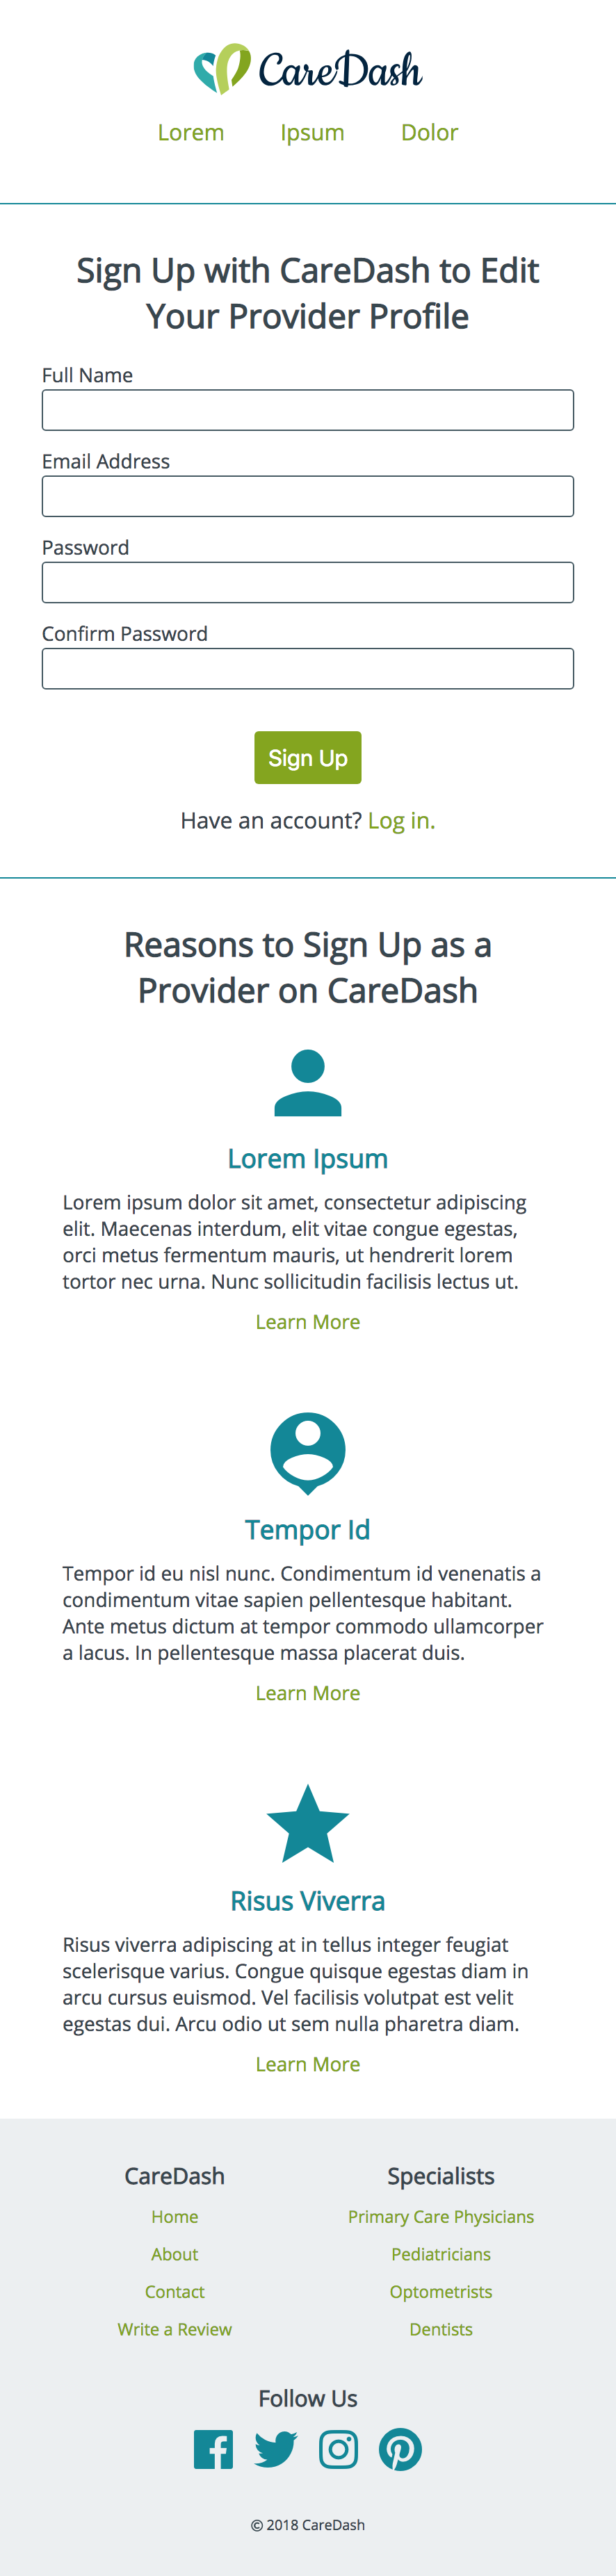 CareDash
Lorem Ipsum Dolor
Sign Up with CareDash to Edit
Your Provider Profile
Full Name
Email Address
Password
Confirm Password
Sign Up
Have an account? Log in.
Reasons to Sign Up as a
Provider on CareDash
Lorem Ipsum
Lorem ipsum dolor sit amet, consectetur adipiscing
elit. Maecenas interdum, elit vitae congue egestas,
orci metus fermentum mauris, ut hendrerit lorem
tortor nec urna. Nunc sollicitudin facilisis lectus ut.
Learn More
Tempor Id
Tempor id eu nisl nunc. Condimentum id venenatis a
condimentum vitae sapien pellentesque habitant.
Ante metus dictum at tempor commodo ullamcorper
a lacus. In pellentesque massa placerat duis.
Learn More
Risus Viverra
Risus viverra adipiscing at in tellus integer feugiat
scelerisque varius. Congue quisque egestas diam in
arcu cursus euismod. Vel facilisis volutpat est velit
egestas dui. Arcu odio ut sem nulla pharetra diam.
Learn More
CareDash
Home
About
Contact
Write a Review
Specialists
Primary Care Physicians
Pediatricians
Optometrists
Dentists
Follow Us
© 2018 CareDash